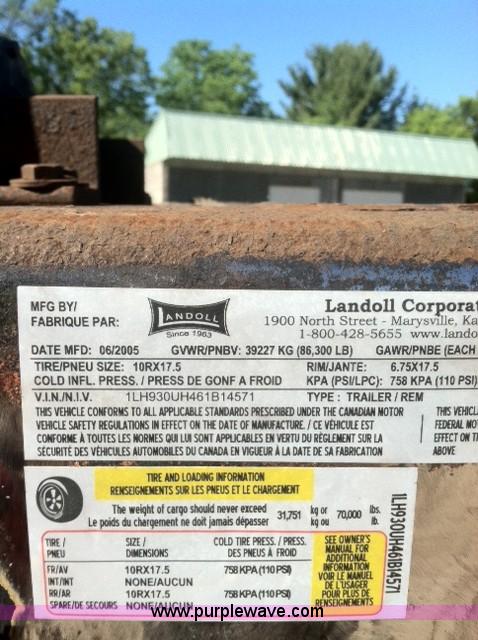 MFG BY/
FABRIQUE PAR:
LANDOLL
Since 1963
Landoll Corporat
1900 North Street - Marysville, Ka
1-800-428-5655 www.lando
DATE MFD: 06/2005 GVWR/PNBV: 39227 KG (86,300 LB) GAWR/PNBE (EACH
TIRE/PNEU SIZE: 10RX17.5 RIM/JANTE: 6.75X17.5
COLD INFL. PRESS. / PRESS DE GONF A FROID KPA (PSI/LPC): 758 KPA (110 PSI)
V.I.N./N.I.V. 1LH930UH461B14571 TYPE : TRAILER / REM
THIS VEHICLE CONFORMS TO ALL APPLICABLE STANDARDS PRESCRIBED UNDER THE CANADIAN MOTOR
VEHICLE SAFETY REGULATIONS IN EFFECT ON THE DATE OF MANUFACTURE. / CE VÉHICULE EST
CONFORME À TOUTES LES NORMES QUI LUI SONT APPLICABLES EN VERTU DU RÈGLEMENT SUR LA
SÉCURITÉ DES VÉHICULES AUTOMOBILES DU CANADA EN VIGUEUR À LA DATE DE SA FABRICATION
THIS VEHICL
FEDERAL MO
EFFECT ON T
ABOVE
TIRE AND LOADING INFORMATION
RENSEIGNEMENTS SUR LES PNEUS ET LE CHARGEMENT
The weight of cargo should never exceed
Le poids du chargement ne doit jamais dépasser
31,751 kg or kg ou 70,000 lbs. lb.
TIRE / PNEU SIZE / DIMENSIONS COLD TIRE PRESS. / PRESS. DES PNEUS À FROID
FR/AV 10RX17.5 758 KPA (110 PSI)
INT/INT NONE/AUCUN
RR/AR 10RX17.5 758 KPA (110 PSI)
SPARE/DE SECOURS NONE/AUCUN
SEE OWNER'S
MANUAL FOR
ADDITIONAL
INFORMATION
VOIR LE MANUEL
DE L'USAGER
POUR PLUS DE
RENSEIGNEMENTS
1LH930UH461B14571
www.purplewave.com